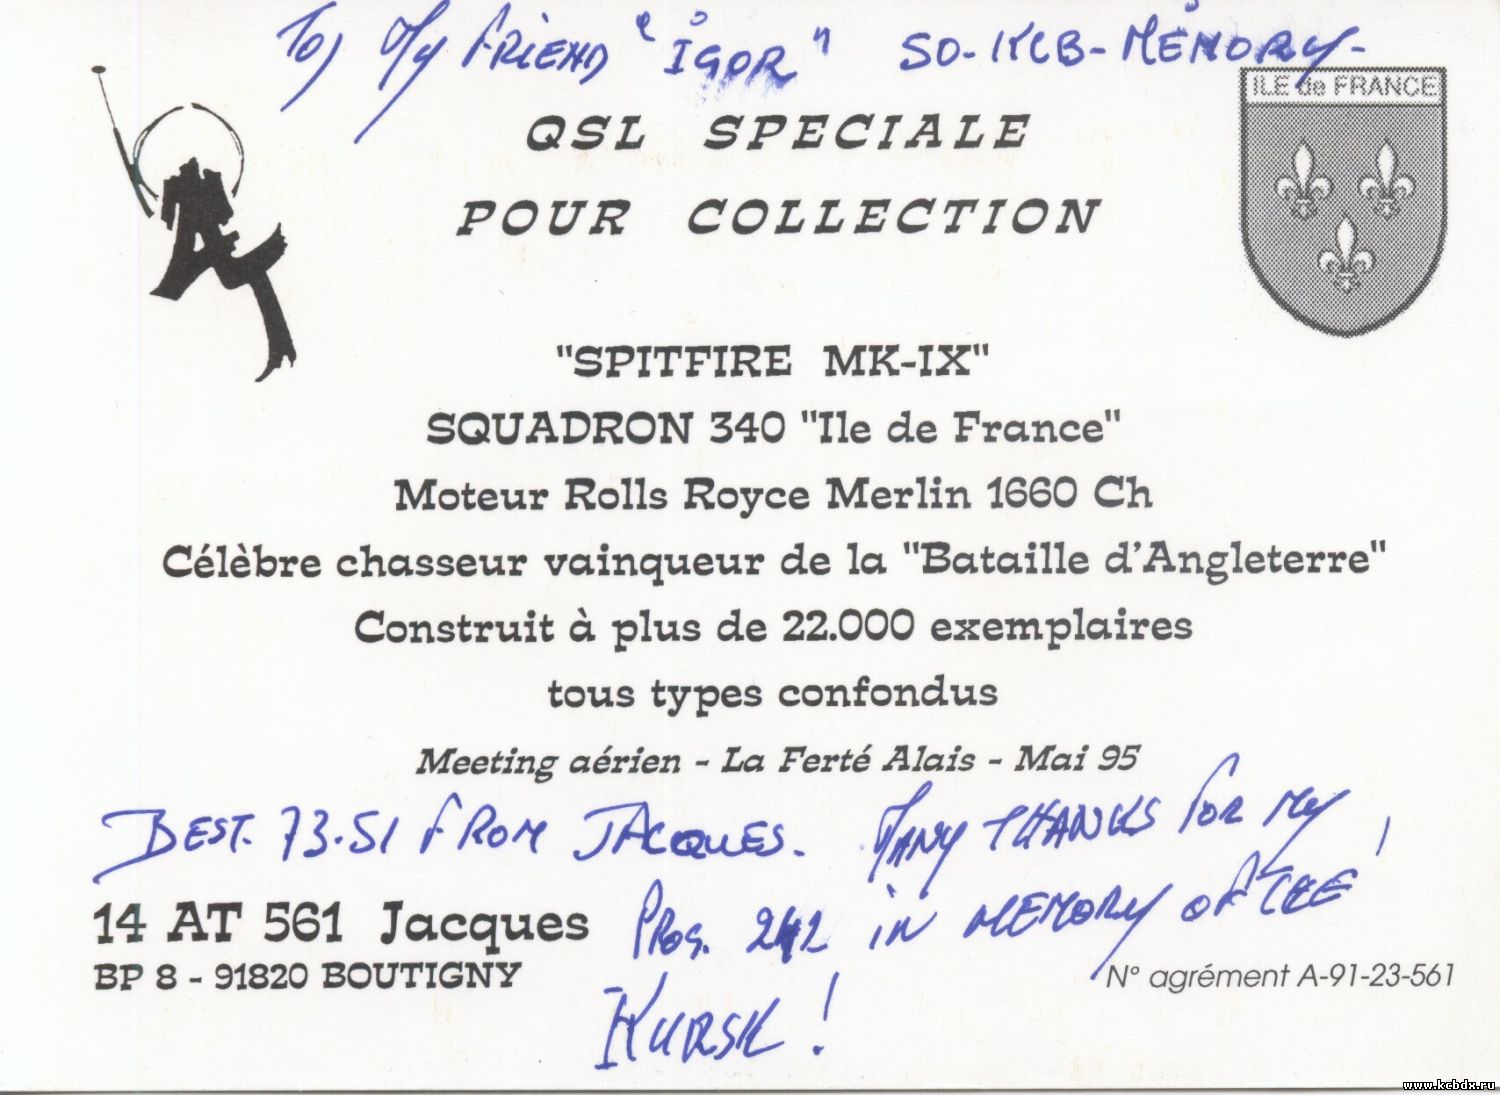 To, My Friend "Igor" 50-KCB-Memory-
ILE de FRANCE
QSL SPECIALE
POUR COLLECTION
AT
"SPITFIRE MK-IX"
SQUADRON 340 "Ile de France"
Moteur Rolls Royce Merlin 1660 Ch
Célèbre chasseur vainqueur de la "Bataille d'Angleterre"
Construit à plus de 22.000 exemplaires
tous types confondus
Meeting aérien - La Ferté Alais - Mai 95
Best. 73.51 From Jacques. Many thanks for my
Prog. 242 in memory of the
Kursk!
14 AT 561 Jacques
BP 8 - 91820 BOUTIGNY
N° agrément A-91-23-561
www.kcbdx.ru